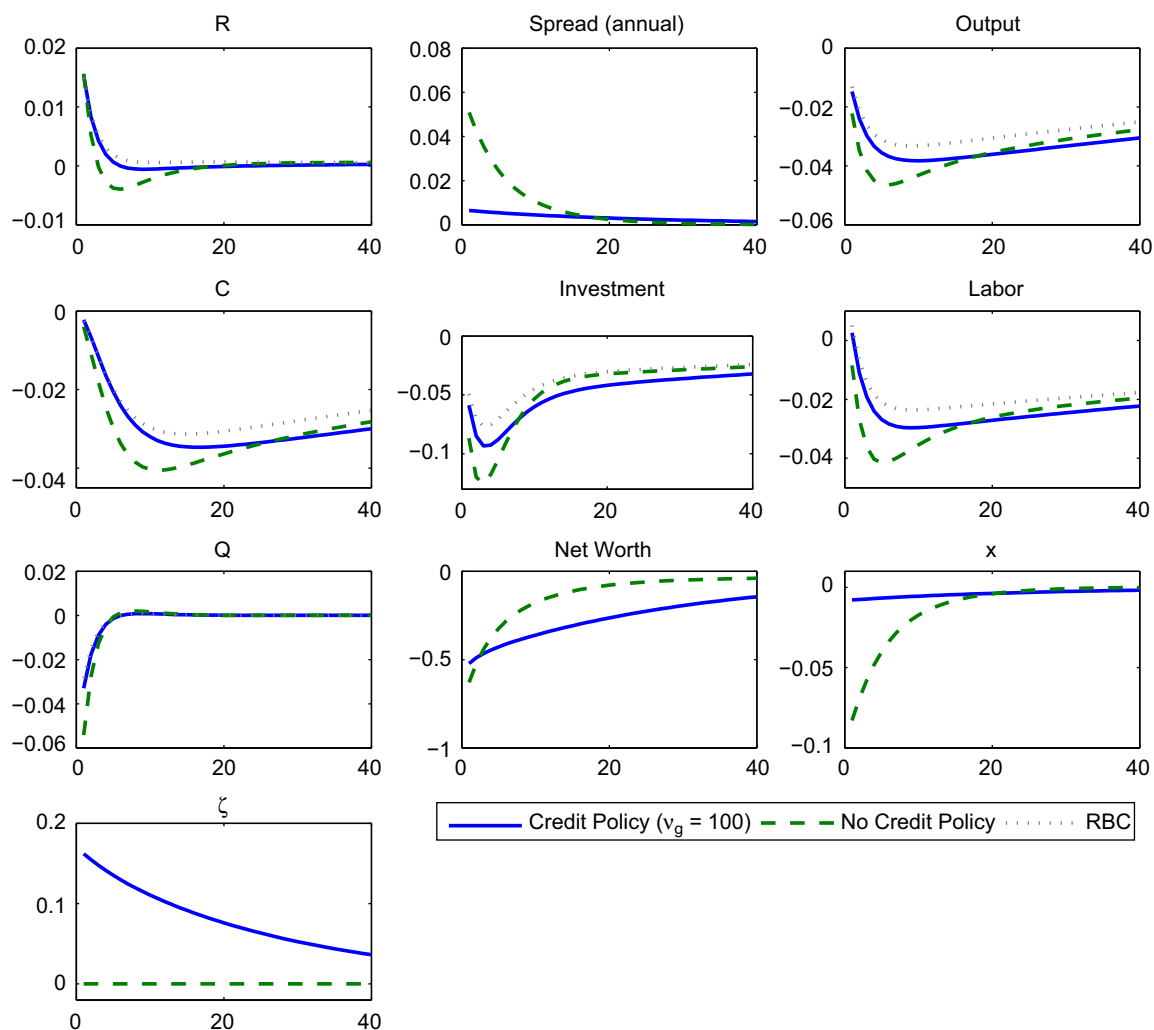 R
Spread (annual)
Output
0.02
0.01
0
−0.01
0 20 40
0.08
0.06
0.04
0.02
0
0 20 40
0
−0.02
−0.04
−0.06
0 20 40
C
Investment
Labor
0
−0.02
−0.04
0 20 40
0
−0.05
−0.1
0 20 40
0
−0.02
−0.04
0 20 40
Q
Net Worth
x
0.02
0
−0.02
−0.04
−0.06
0 20 40
0
−0.5
−1
0 20 40
0
−0.05
−0.1
0 20 40
ζ
0.2
0.1
0
0 20 40
Credit Policy (νg = 100) No Credit Policy RBC